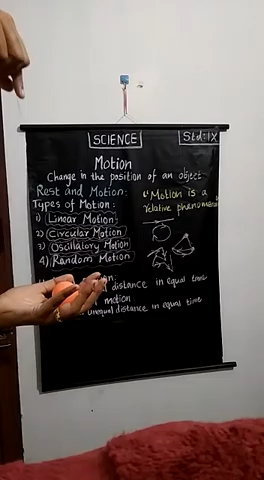 SCIENCE
Std:-IX
Motion
Change in the position of an object
Rest and Motion:
"Motion is a
relative phenomena
Types of Motion:
1) Linear Motion
2) Circular Motion
3) Oscillatory Motion
4) Random Motion
distance in equal time
motion
unequal distance in equal time